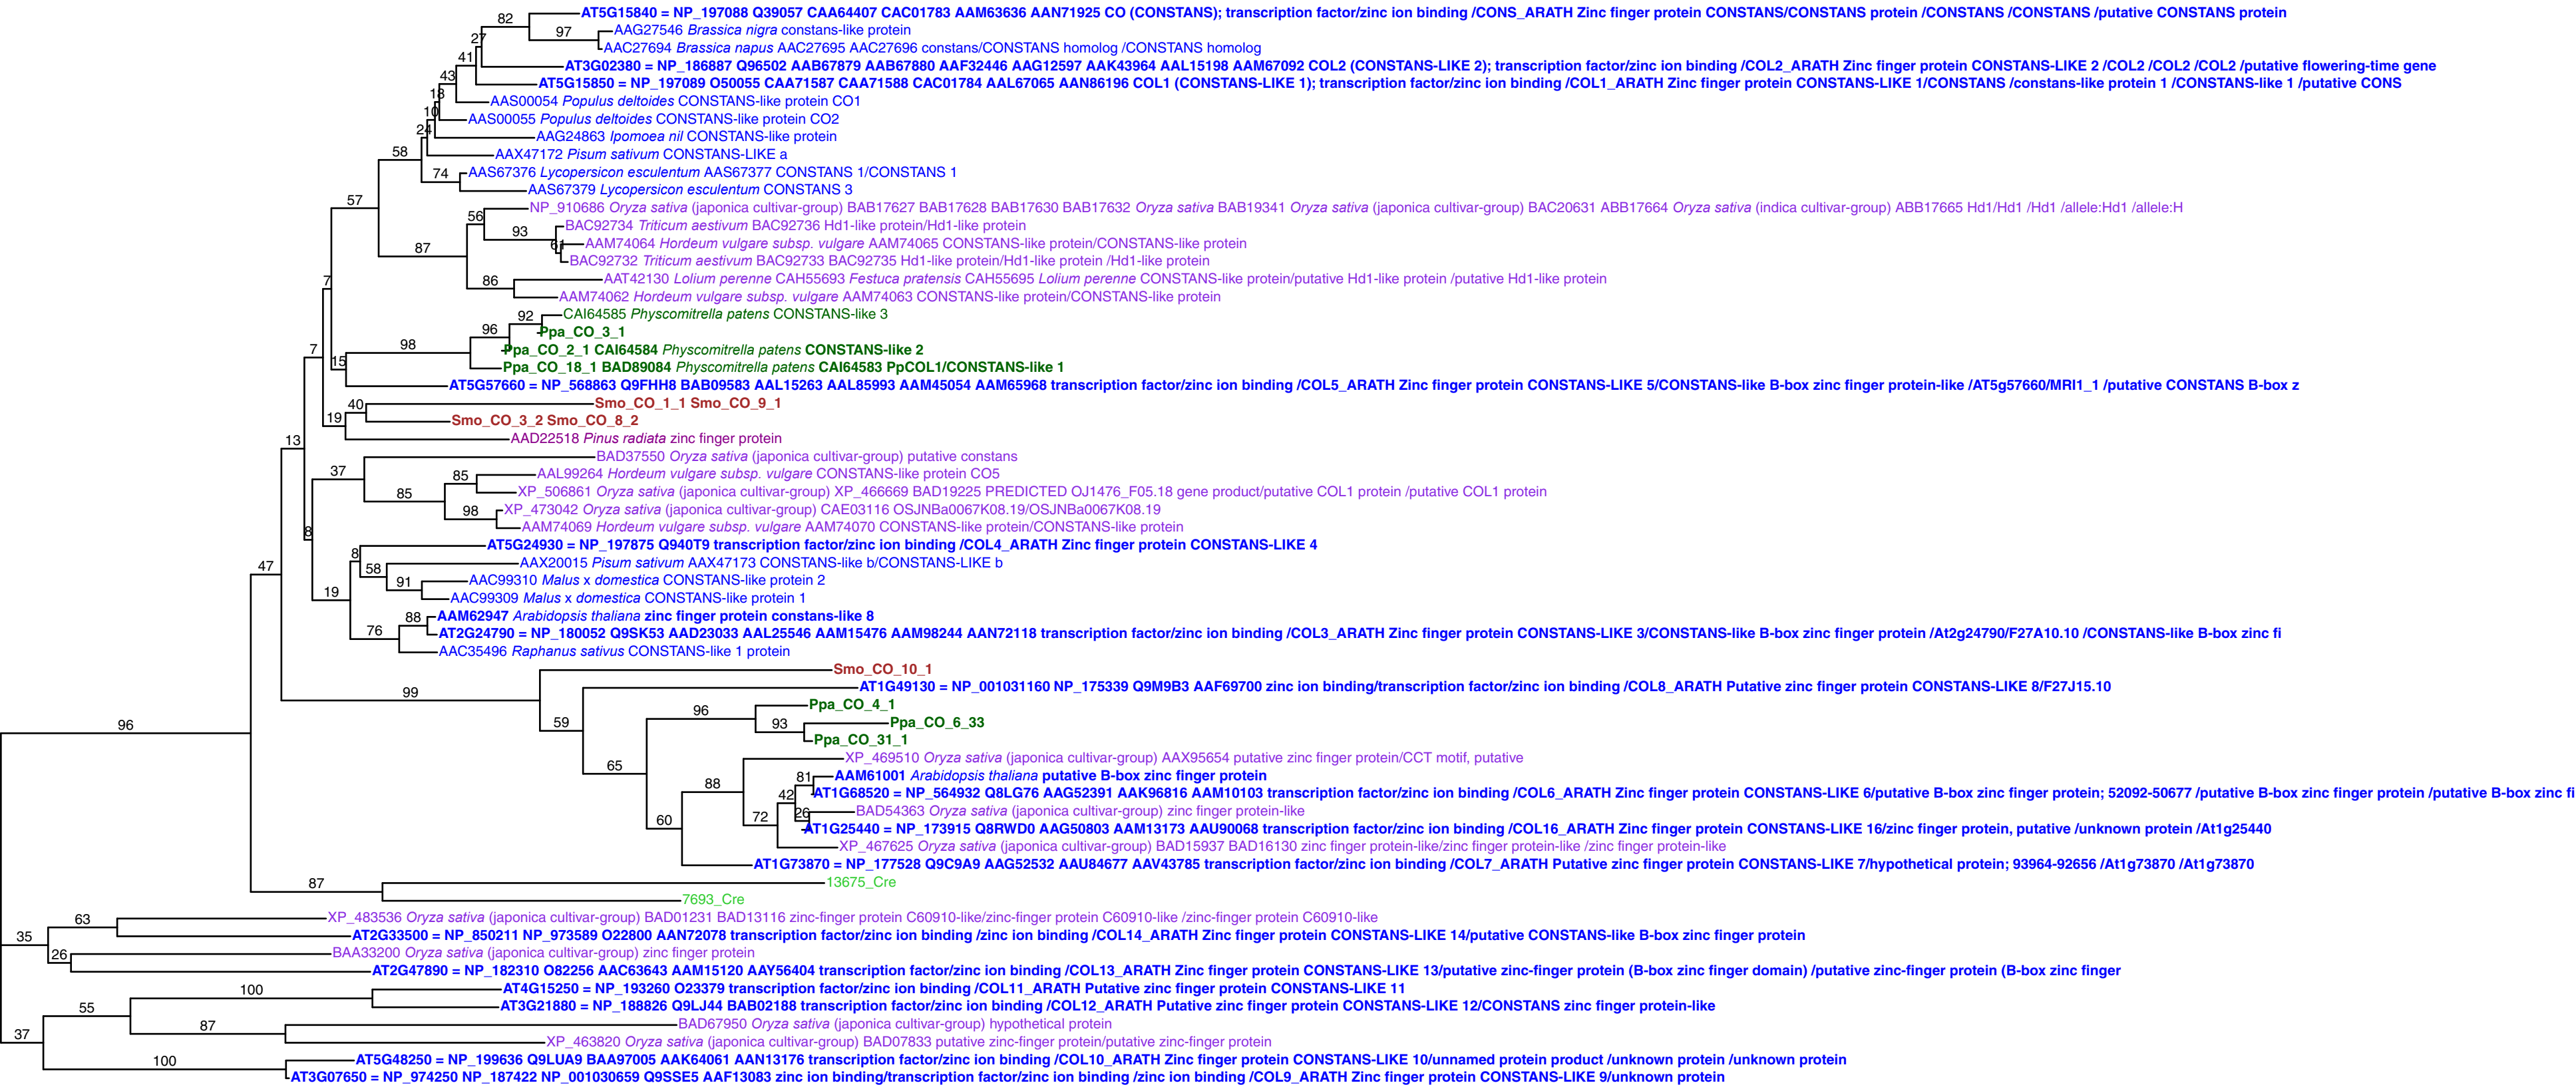 82 AT5G15840 = NP_197088 Q39057 CAA64407 CAC01783 AAM63636 AAN71925 CO (CONSTANS); transcription factor/zinc ion binding /CONS_ARATH Zinc finger protein CONSTANS/CONSTANS protein /CONSTANS /CONSTANS /putative CONSTANS protein
97 AAG27546 Brassica nigra constans-like protein
27 AAC27694 Brassica napus AAC27695 AAC27696 constans/CONSTANS homolog /CONSTANS homolog
41 AT3G02380 = NP_186887 Q96502 AAB67879 AAB67880 AAF32446 AAG12597 AAK43964 AAL15198 AAM67092 COL2 (CONSTANS-LIKE 2); transcription factor/zinc ion binding /COL2_ARATH Zinc finger protein CONSTANS-LIKE 2 /COL2 /COL2 /COL2 /putative flowering-time gene
43 AT5G15850 = NP_197089 O50055 CAA71587 CAA71588 CAC01784 AAL67065 AAN86196 COL1 (CONSTANS-LIKE 1); transcription factor/zinc ion binding /COL1_ARATH Zinc finger protein CONSTANS-LIKE 1/CONSTANS /constans-like protein 1 /CONSTANS-like 1 /putative CONS
18 AAS00054 Populus deltoides CONSTANS-like protein CO1
10 AAS00055 Populus deltoides CONSTANS-like protein CO2
24 AAG24863 Ipomoea nil CONSTANS-like protein
58 AAX47172 Pisum sativum CONSTANS-LIKE a
74 AAS67376 Lycopersicon esculentum AAS67377 CONSTANS 1/CONSTANS 1
AAS67379 Lycopersicon esculentum CONSTANS 3
57 NP_910686 Oryza sativa (japonica cultivar-group) BAB17627 BAB17628 BAB17630 BAB17632 Oryza sativa BAB19341 Oryza sativa (japonica cultivar-group) BAC20631 ABB17664 Oryza sativa (indica cultivar-group) ABB17665 Hd1/Hd1 /Hd1 /allele:Hd1 /allele:H
56 BAC92734 Triticum aestivum BAC92736 Hd1-like protein/Hd1-like protein
93 61 AAM74064 Hordeum vulgare subsp. vulgare AAM74065 CONSTANS-like protein/CONSTANS-like protein
87 BAC92732 Triticum aestivum BAC92733 BAC92735 Hd1-like protein/Hd1-like protein /Hd1-like protein
7 86 AAT42130 Lolium perenne CAH55693 Festuca pratensis CAH55695 Lolium perenne CONSTANS-like protein/putative Hd1-like protein /putative Hd1-like protein
AAM74062 Hordeum vulgare subsp. vulgare AAM74063 CONSTANS-like protein/CONSTANS-like protein
92 CAI64585 Physcomitrella patens CONSTANS-like 3
96 Ppa_CO_3_1
7 98 Ppa_CO_2_1 CAI64584 Physcomitrella patens CONSTANS-like 2
15 Ppa_CO_18_1 BAD89084 Physcomitrella patens CAI64583 PpCOL1/CONSTANS-like 1
AT5G57660 = NP_568863 Q9FHH8 BAB09583 AAL15263 AAL85993 AAM45054 AAM65968 transcription factor/zinc ion binding /COL5_ARATH Zinc finger protein CONSTANS-LIKE 5/CONSTANS-like B-box zinc finger protein-like /AT5g57660/MRI1_1 /putative CONSTANS B-box z
40 Smo_CO_1_1 Smo_CO_9_1
19 Smo_CO_3_2 Smo_CO_8_2
13 AAD22518 Pinus radiata zinc finger protein
37 BAD37550 Oryza sativa (japonica cultivar-group) putative constans
85 AAL99264 Hordeum vulgare subsp. vulgare CONSTANS-like protein CO5
85 XP_506861 Oryza sativa (japonica cultivar-group) XP_466669 BAD19225 PREDICTED OJ1476_F05.18 gene product/putative COL1 protein /putative COL1 protein
98 XP_473042 Oryza sativa (japonica cultivar-group) CAE03116 OSJNBa0067K08.19/OSJNBa0067K08.19
8 AAM74069 Hordeum vulgare subsp. vulgare AAM74070 CONSTANS-like protein/CONSTANS-like protein
8 AT5G24930 = NP_197875 Q940T9 transcription factor/zinc ion binding /COL4_ARATH Zinc finger protein CONSTANS-LIKE 4
47 58 AAX20015 Pisum sativum AAX47173 CONSTANS-like b/CONSTANS-LIKE b
91 AAC99310 Malus x domestica CONSTANS-like protein 2
19 AAC99309 Malus x domestica CONSTANS-like protein 1
88 AAM62947 Arabidopsis thaliana zinc finger protein constans-like 8
76 AT2G24790 = NP_180052 Q9SK53 AAD23033 AAL25546 AAM15476 AAM98244 AAN72118 transcription factor/zinc ion binding /COL3_ARATH Zinc finger protein CONSTANS-LIKE 3/CONSTANS-like B-box zinc finger protein /At2g24790/F27A10.10 /CONSTANS-like B-box zinc fi
AAC35496 Raphanus sativus CONSTANS-like 1 protein
Smo_CO_10_1
99 AT1G49130 = NP_001031160 NP_175339 Q9M9B3 AAF69700 zinc ion binding/transcription factor/zinc ion binding /COL8_ARATH Putative zinc finger protein CONSTANS-LIKE 8/F27J15.10
96 Ppa_CO_4_1
96 59 93 Ppa_CO_6_33
Ppa_CO_31_1
65 XP_469510 Oryza sativa (japonica cultivar-group) AAX95654 putative zinc finger protein/CCT motif, putative
88 81 AAM61001 Arabidopsis thaliana putative B-box zinc finger protein
42 AT1G68520 = NP_564932 Q8LG76 AAG52391 AAK96816 AAM10103 transcription factor/zinc ion binding /COL6_ARATH Zinc finger protein CONSTANS-LIKE 6/putative B-box zinc finger protein; 52092-50677 /putative B-box zinc finger protein /putative B-box zinc fi
72 26 BAD54363 Oryza sativa (japonica cultivar-group) zinc finger protein-like
60 AT1G25440 = NP_173915 Q8RWD0 AAG50803 AAM13173 AAU90068 transcription factor/zinc ion binding /COL16_ARATH Zinc finger protein CONSTANS-LIKE 16/zinc finger protein, putative /unknown protein /At1g25440
XP_467625 Oryza sativa (japonica cultivar-group) BAD15937 BAD16130 zinc finger protein-like/zinc finger protein-like /zinc finger protein-like
AT1G73870 = NP_177528 Q9C9A9 AAG52532 AAU84677 AAV43785 transcription factor/zinc ion binding /COL7_ARATH Putative zinc finger protein CONSTANS-LIKE 7/hypothetical protein; 93964-92656 /At1g73870 /At1g73870
87 13675_Cre
7693_Cre
63 XP_483536 Oryza sativa (japonica cultivar-group) BAD01231 BAD13116 zinc-finger protein C60910-like/zinc-finger protein C60910-like /zinc-finger protein C60910-like
35 AT2G33500 = NP_850211 NP_973589 O22800 AAN72078 transcription factor/zinc ion binding /zinc ion binding /COL14_ARATH Zinc finger protein CONSTANS-LIKE 14/putative CONSTANS-like B-box zinc finger protein
26 BAA33200 Oryza sativa (japonica cultivar-group) zinc finger protein
AT2G47890 = NP_182310 O82256 AAC63643 AAM15120 AAY56404 transcription factor/zinc ion binding /COL13_ARATH Zinc finger protein CONSTANS-LIKE 13/putative zinc-finger protein (B-box zinc finger domain) /putative zinc-finger protein (B-box zinc finger
100 AT4G15250 = NP_193260 O23379 transcription factor/zinc ion binding /COL11_ARATH Putative zinc finger protein CONSTANS-LIKE 11
55 AT3G21880 = NP_188826 Q9LJ44 BAB02188 transcription factor/zinc ion binding /COL12_ARATH Putative zinc finger protein CONSTANS-LIKE 12/CONSTANS zinc finger protein-like
87 BAD67950 Oryza sativa (japonica cultivar-group) hypothetical protein
37 XP_463820 Oryza sativa (japonica cultivar-group) BAD07833 putative zinc-finger protein/putative zinc-finger protein
100 AT5G48250 = NP_199636 Q9LUA9 BAA97005 AAK64061 AAN13176 transcription factor/zinc ion binding /COL10_ARATH Zinc finger protein CONSTANS-LIKE 10/unnamed protein product /unknown protein /unknown protein
AT3G07650 = NP_974250 NP_187422 NP_001030659 Q9SSE5 AAF13083 zinc ion binding/transcription factor/zinc ion binding /zinc ion binding /COL9_ARATH Zinc finger protein CONSTANS-LIKE 9/unknown protein